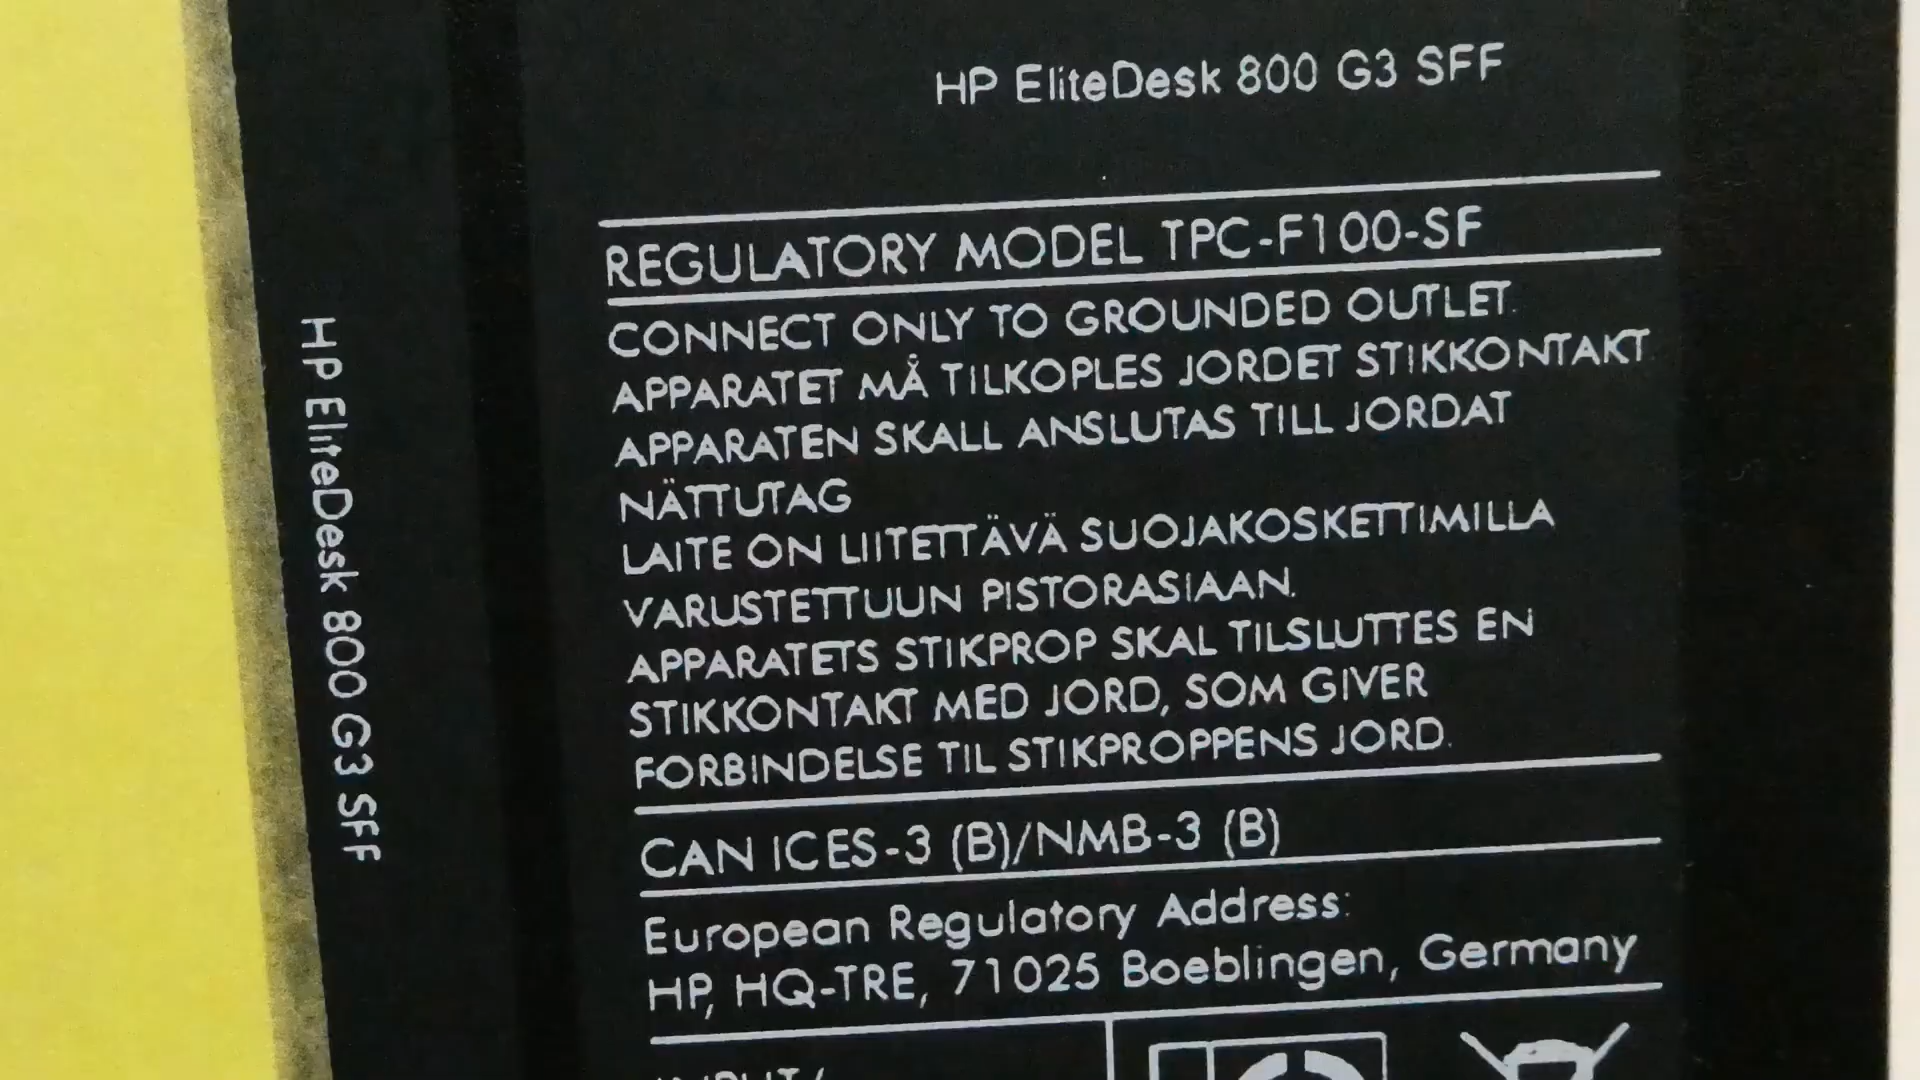 HP EliteDesk 800 G3 SFF
REGULATORY MODEL TPC-F100-SF
CONNECT ONLY TO GROUNDED OUTLET.
APPARATET MÅ TILKOPLES JORDET STIKKONTAKT
APPARATEN SKALL ANSLUTAS TILL JORDAT
NÄTTUTAG
LAITE ON LIITETTÄVÄ SUOJAKOSKETTIMILLA
VARUSTETTUUN PISTORASIAAN.
APPARATETS STIKPROP SKAL TILSLUTTES EN
STIKKONTAKT MED JORD, SOM GIVER
FORBINDELSE TIL STIKPROPPENS JORD.
CAN ICES-3 (B)/NMB-3 (B)
European Regulatory Address:
HP, HQ-TRE, 71025 Boeblingen, Germany
HP EliteDesk 800 G3 SFF